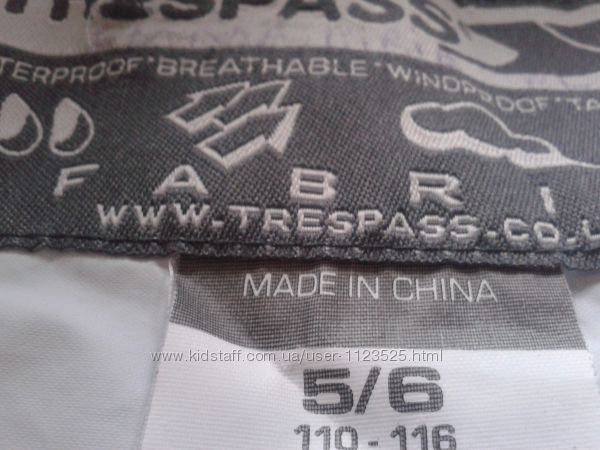 TRESPASS
TERPROOF · BREATHABLE · WINDPROOF · TA
F A B R I
WWW.TRESPASS.CO.U
MADE IN CHINA
www.kidstaff.com.ua/user-1123525.html
5/6
110 - 116